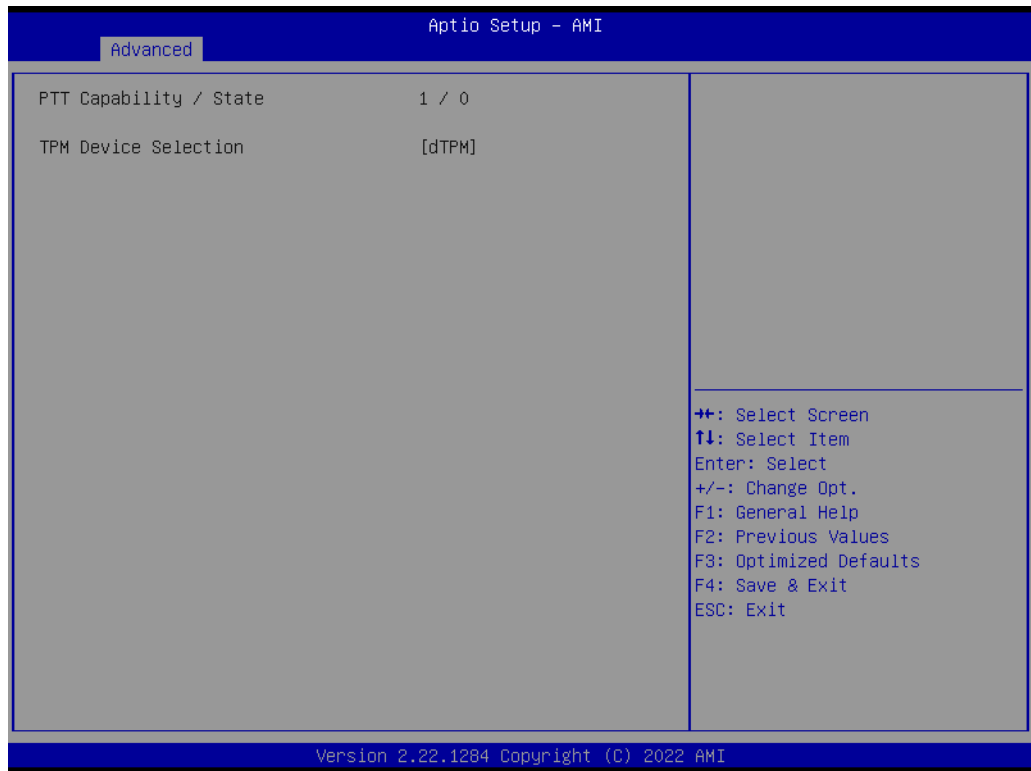 Aptio Setup – AMI
Advanced
PTT Capability / State 1 / 0
TPM Device Selection [dTPM]
→←: Select Screen
↑↓: Select Item
Enter: Select
+/-: Change Opt.
F1: General Help
F2: Previous Values
F3: Optimized Defaults
F4: Save & Exit
ESC: Exit
Version 2.22.1284 Copyright (C) 2022 AMI